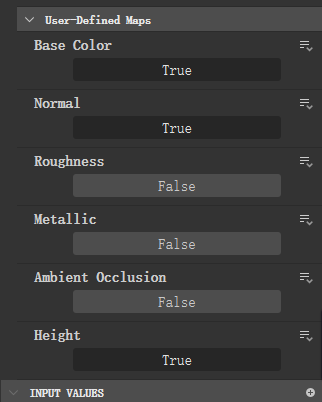 User-Defined Maps
Base Color
True
Normal
True
Roughness
False
Metallic
False
Ambient Occlusion
False
Height
True
INPUT VALUES